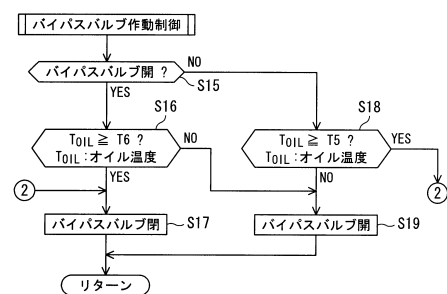 バイパスバルブ作動制御
バイパスバルブ開 ?
NO
S15
YES
S16
TOIL ≧ T6 ?
TOIL:オイル温度
NO
YES
S18
TOIL ≧ T5 ?
TOIL:オイル温度
YES
NO
2
2
バイパスバルブ閉
S17
バイパスバルブ開
S19
リターン